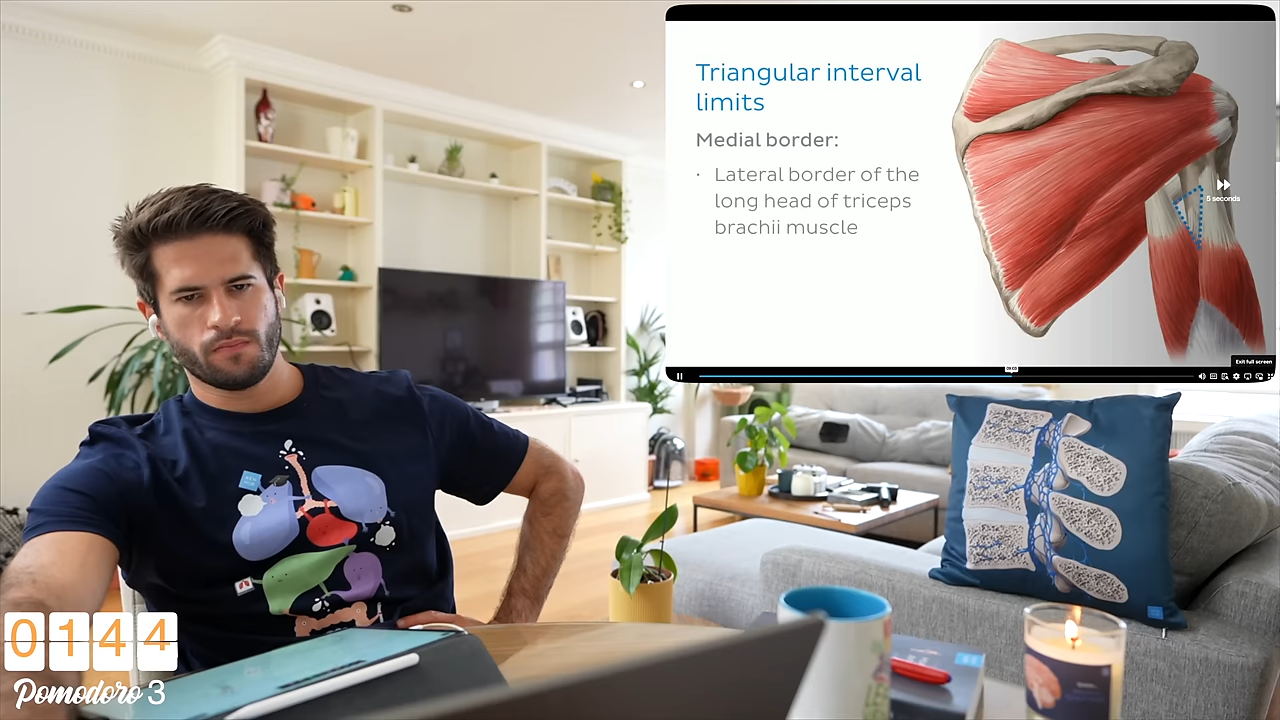 Triangular interval
limits
Medial border:
· Lateral border of the
long head of triceps
brachii muscle
5 seconds
Exit full screen
0144
Pomodoro 3